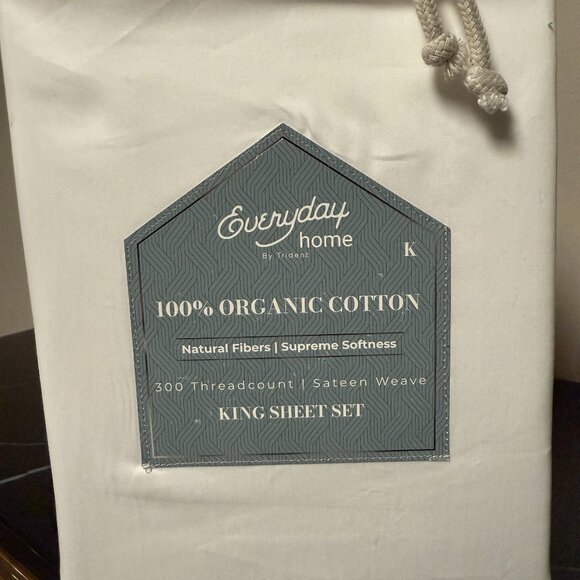 Everyday
home
By Trident
K
100% ORGANIC COTTON
Natural Fibers | Supreme Softness
300 Threadcount | Sateen Weave
KING SHEET SET